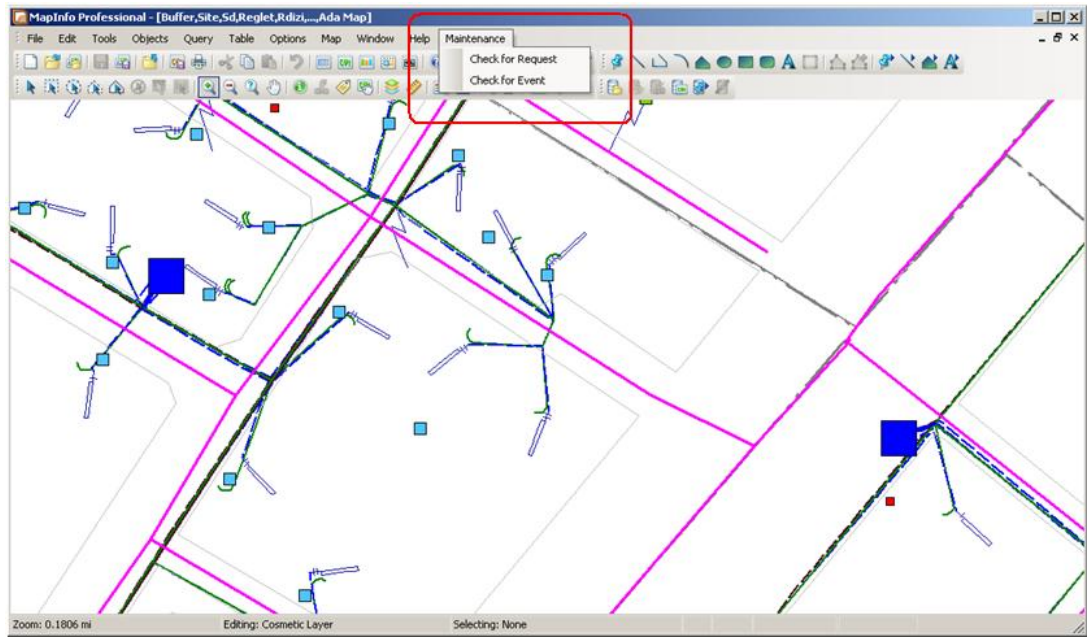 MapInfo Professional - [Buffer,Site,Sd,Reglet,Rdizi,...,Ada Map]
File Edit Tools Objects Query Table Options Map Window Help Maintenance
Check for Request
Check for Event
Zoom: 0.1806 mi Editing: Cosmetic Layer Selecting: None